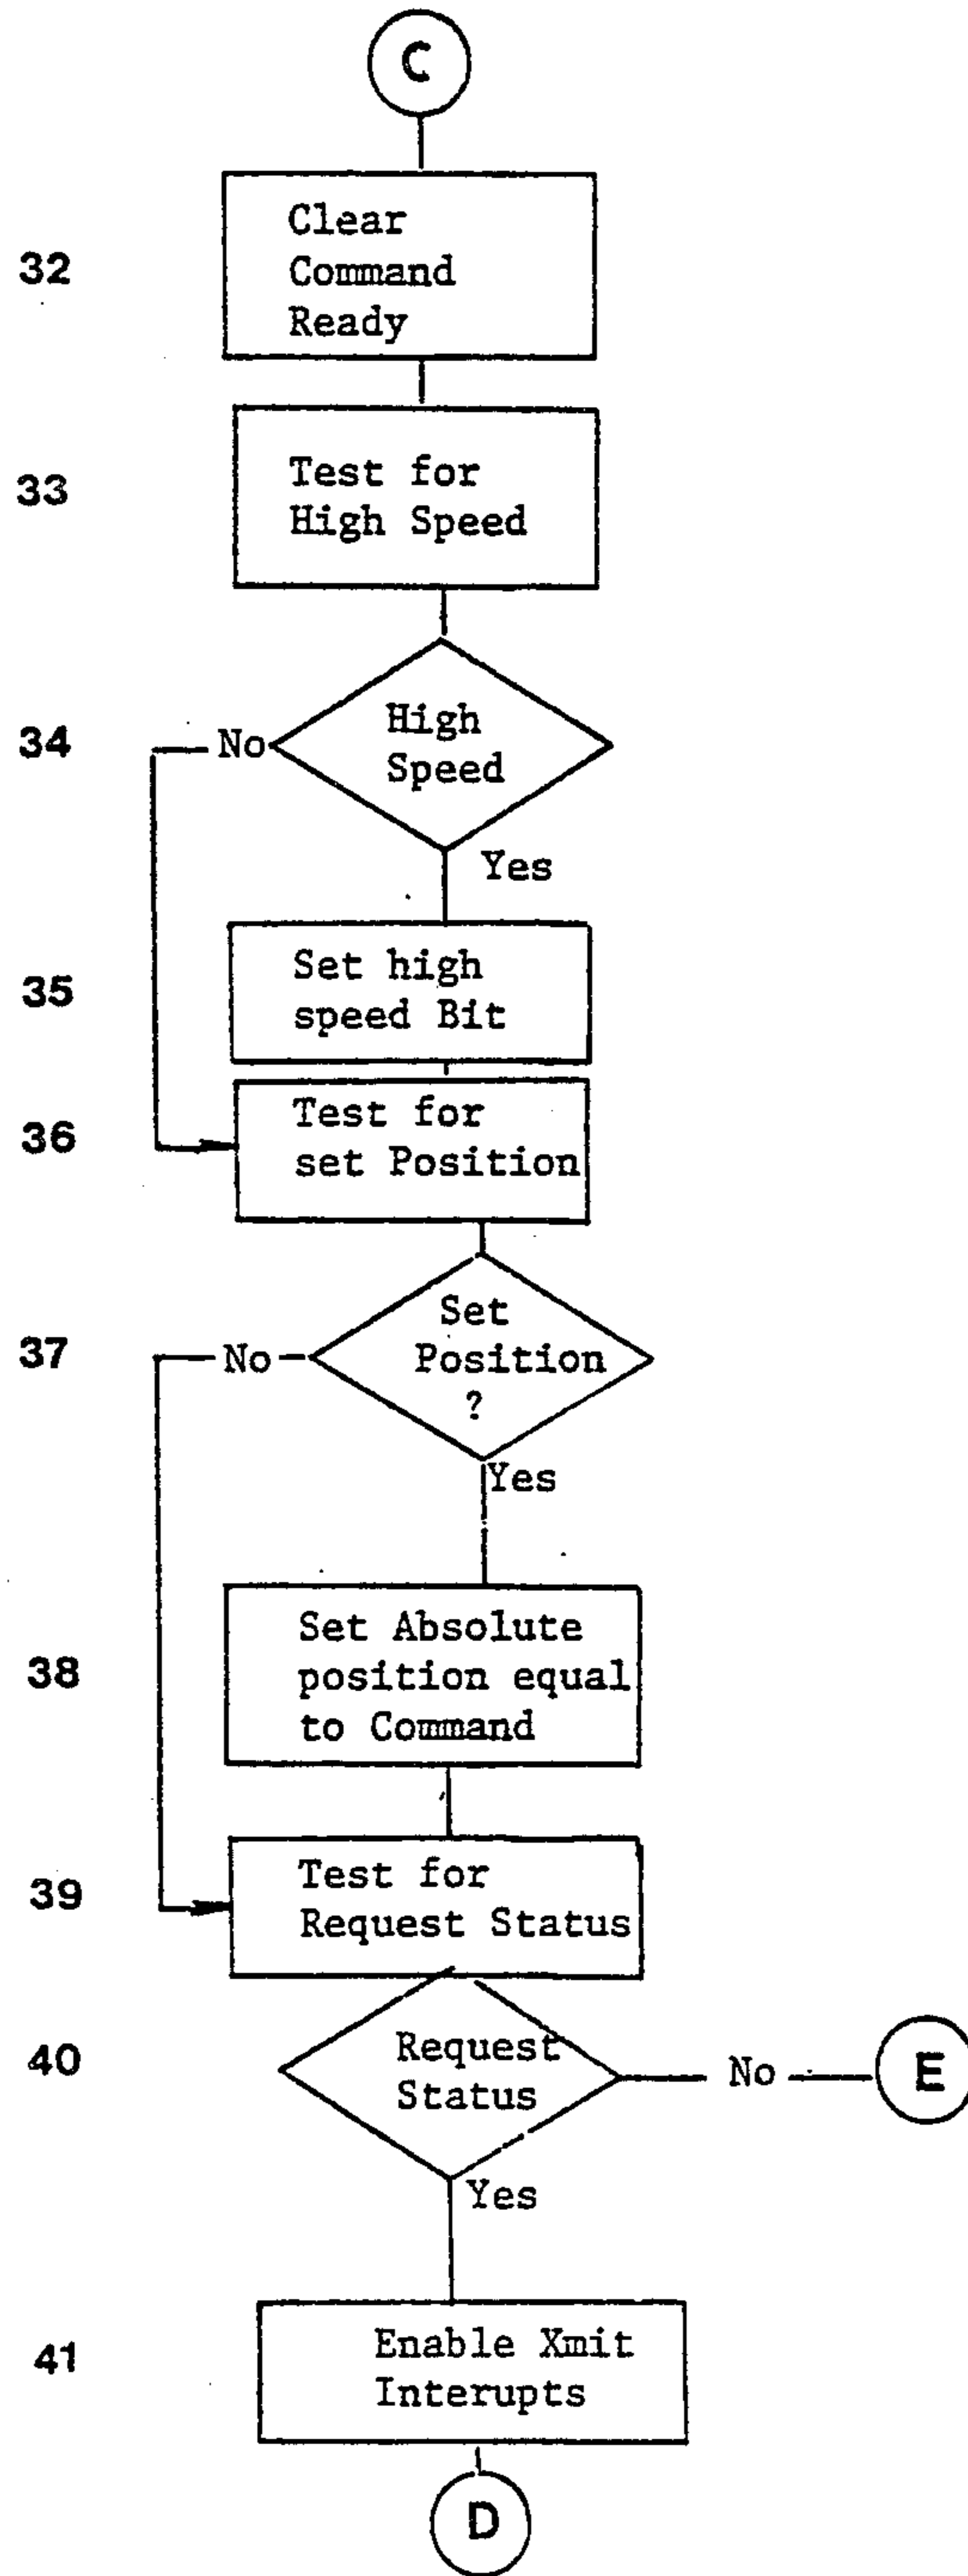 C
32
Clear
Command
Ready
33
Test for
High Speed
34
High
Speed
No
Yes
35
Set high
speed Bit
36
Test for
set Position
37
Set
Position
?
No
Yes
38
Set Absolute
position equal
to Command
39
Test for
Request Status
40
Request
Status
No
E
Yes
41
Enable Xmit
Interupts
D